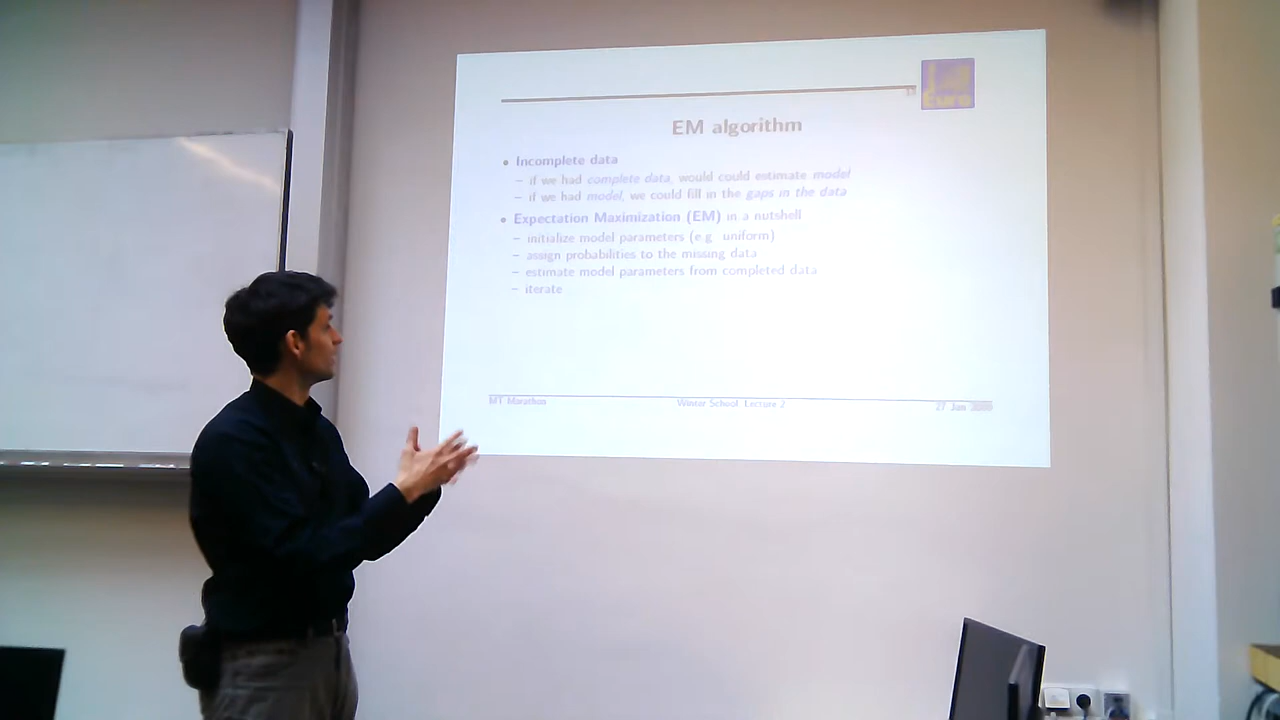 EM algorithm
• Incomplete data
– if we had complete data, would could estimate model
– if we had model, we could fill in the gaps in the data
• Expectation Maximization (EM) in a nutshell
– initialize model parameters (e.g. uniform)
– assign probabilities to the missing data
– estimate model parameters from completed data
– iterate
MT Marathon Winter School, Lecture 2 27 Jan